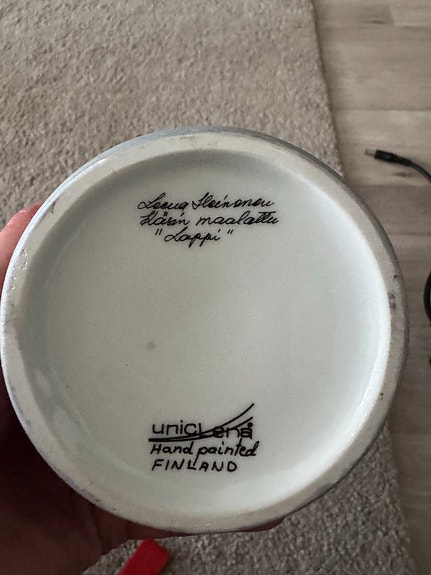 Leena Heinonen
Käsin maalattu
"Lappi"
uniclena®
Hand painted
FINLAND